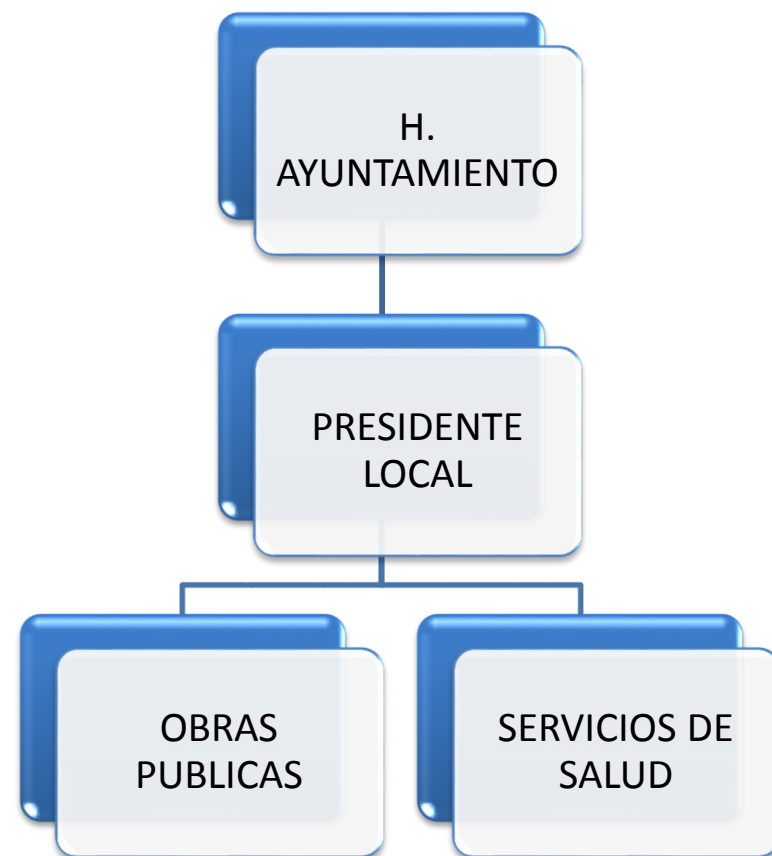 H.
AYUNTAMIENTO
PRESIDENTE
LOCAL
OBRAS
PUBLICAS
SERVICIOS DE
SALUD